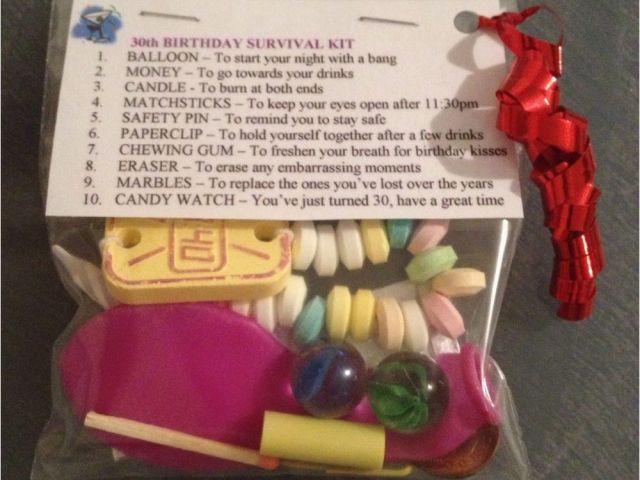 30th BIRTHDAY SURVIVAL KIT
1. BALLOON – To start your night with a bang
2. MONEY – To go towards your drinks
3. CANDLE - To burn at both ends
4. MATCHSTICKS – To keep your eyes open after 11:30pm
5. SAFETY PIN – To remind you to stay safe
6. PAPERCLIP – To hold yourself together after a few drinks
7. CHEWING GUM – To freshen your breath for birthday kisses
8. ERASER – To erase any embarrassing moments
9. MARBLES – To replace the ones you've lost over the years
10. CANDY WATCH – You've just turned 30, have a great time